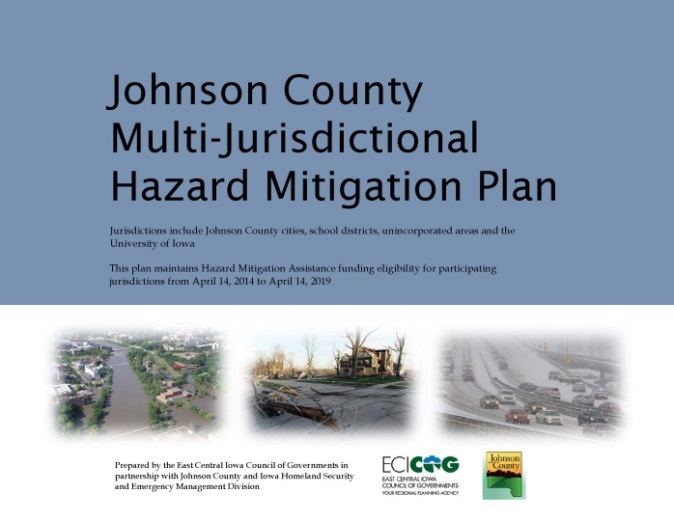 Johnson County
Multi-Jurisdictional
Hazard Mitigation Plan
Jurisdictions include Johnson County cities, school districts, unincorporated areas and the
University of Iowa
This plan maintains Hazard Mitigation Assistance funding eligibility for participating
jurisdictions from April 14, 2014 to April 14, 2019
Prepared by the East Central Iowa Council of Governments in
partnership with Johnson County and Iowa Homeland Security
and Emergency Management Division
ECICOG
EAST CENTRAL IOWA
COUNCIL OF GOVERNMENTS
YOUR REGIONAL PLANNING AGENCY
Johnson
County